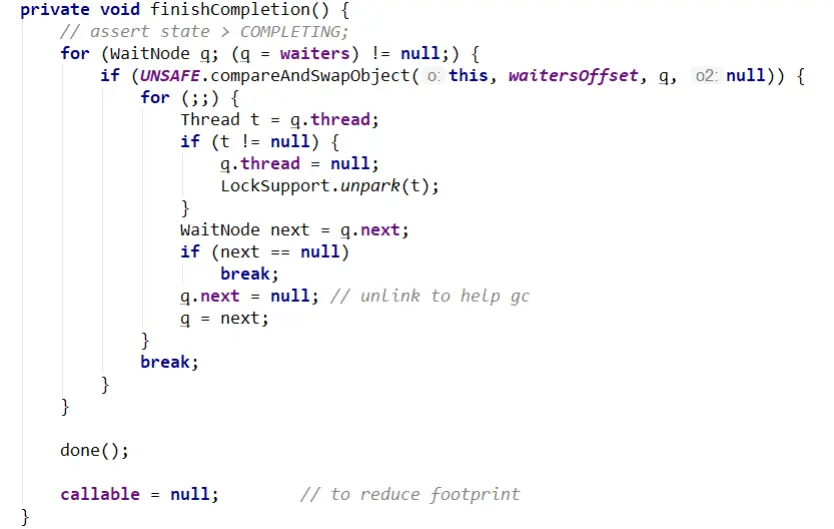 private void finishCompletion() {
    // assert state > COMPLETING;
    for (WaitNode q; (q = waiters) != null;) {
        if (UNSAFE.compareAndSwapObject( o: this, waitersOffset, q, o2: null)) {
            for (;;) {
                Thread t = q.thread;
                if (t != null) {
                    q.thread = null;
                    LockSupport.unpark(t);
                }
                WaitNode next = q.next;
                if (next == null)
                    break;
                q.next = null; // unlink to help gc
                q = next;
            }
            break;
        }
    }

    done();

    callable = null;        // to reduce footprint
}